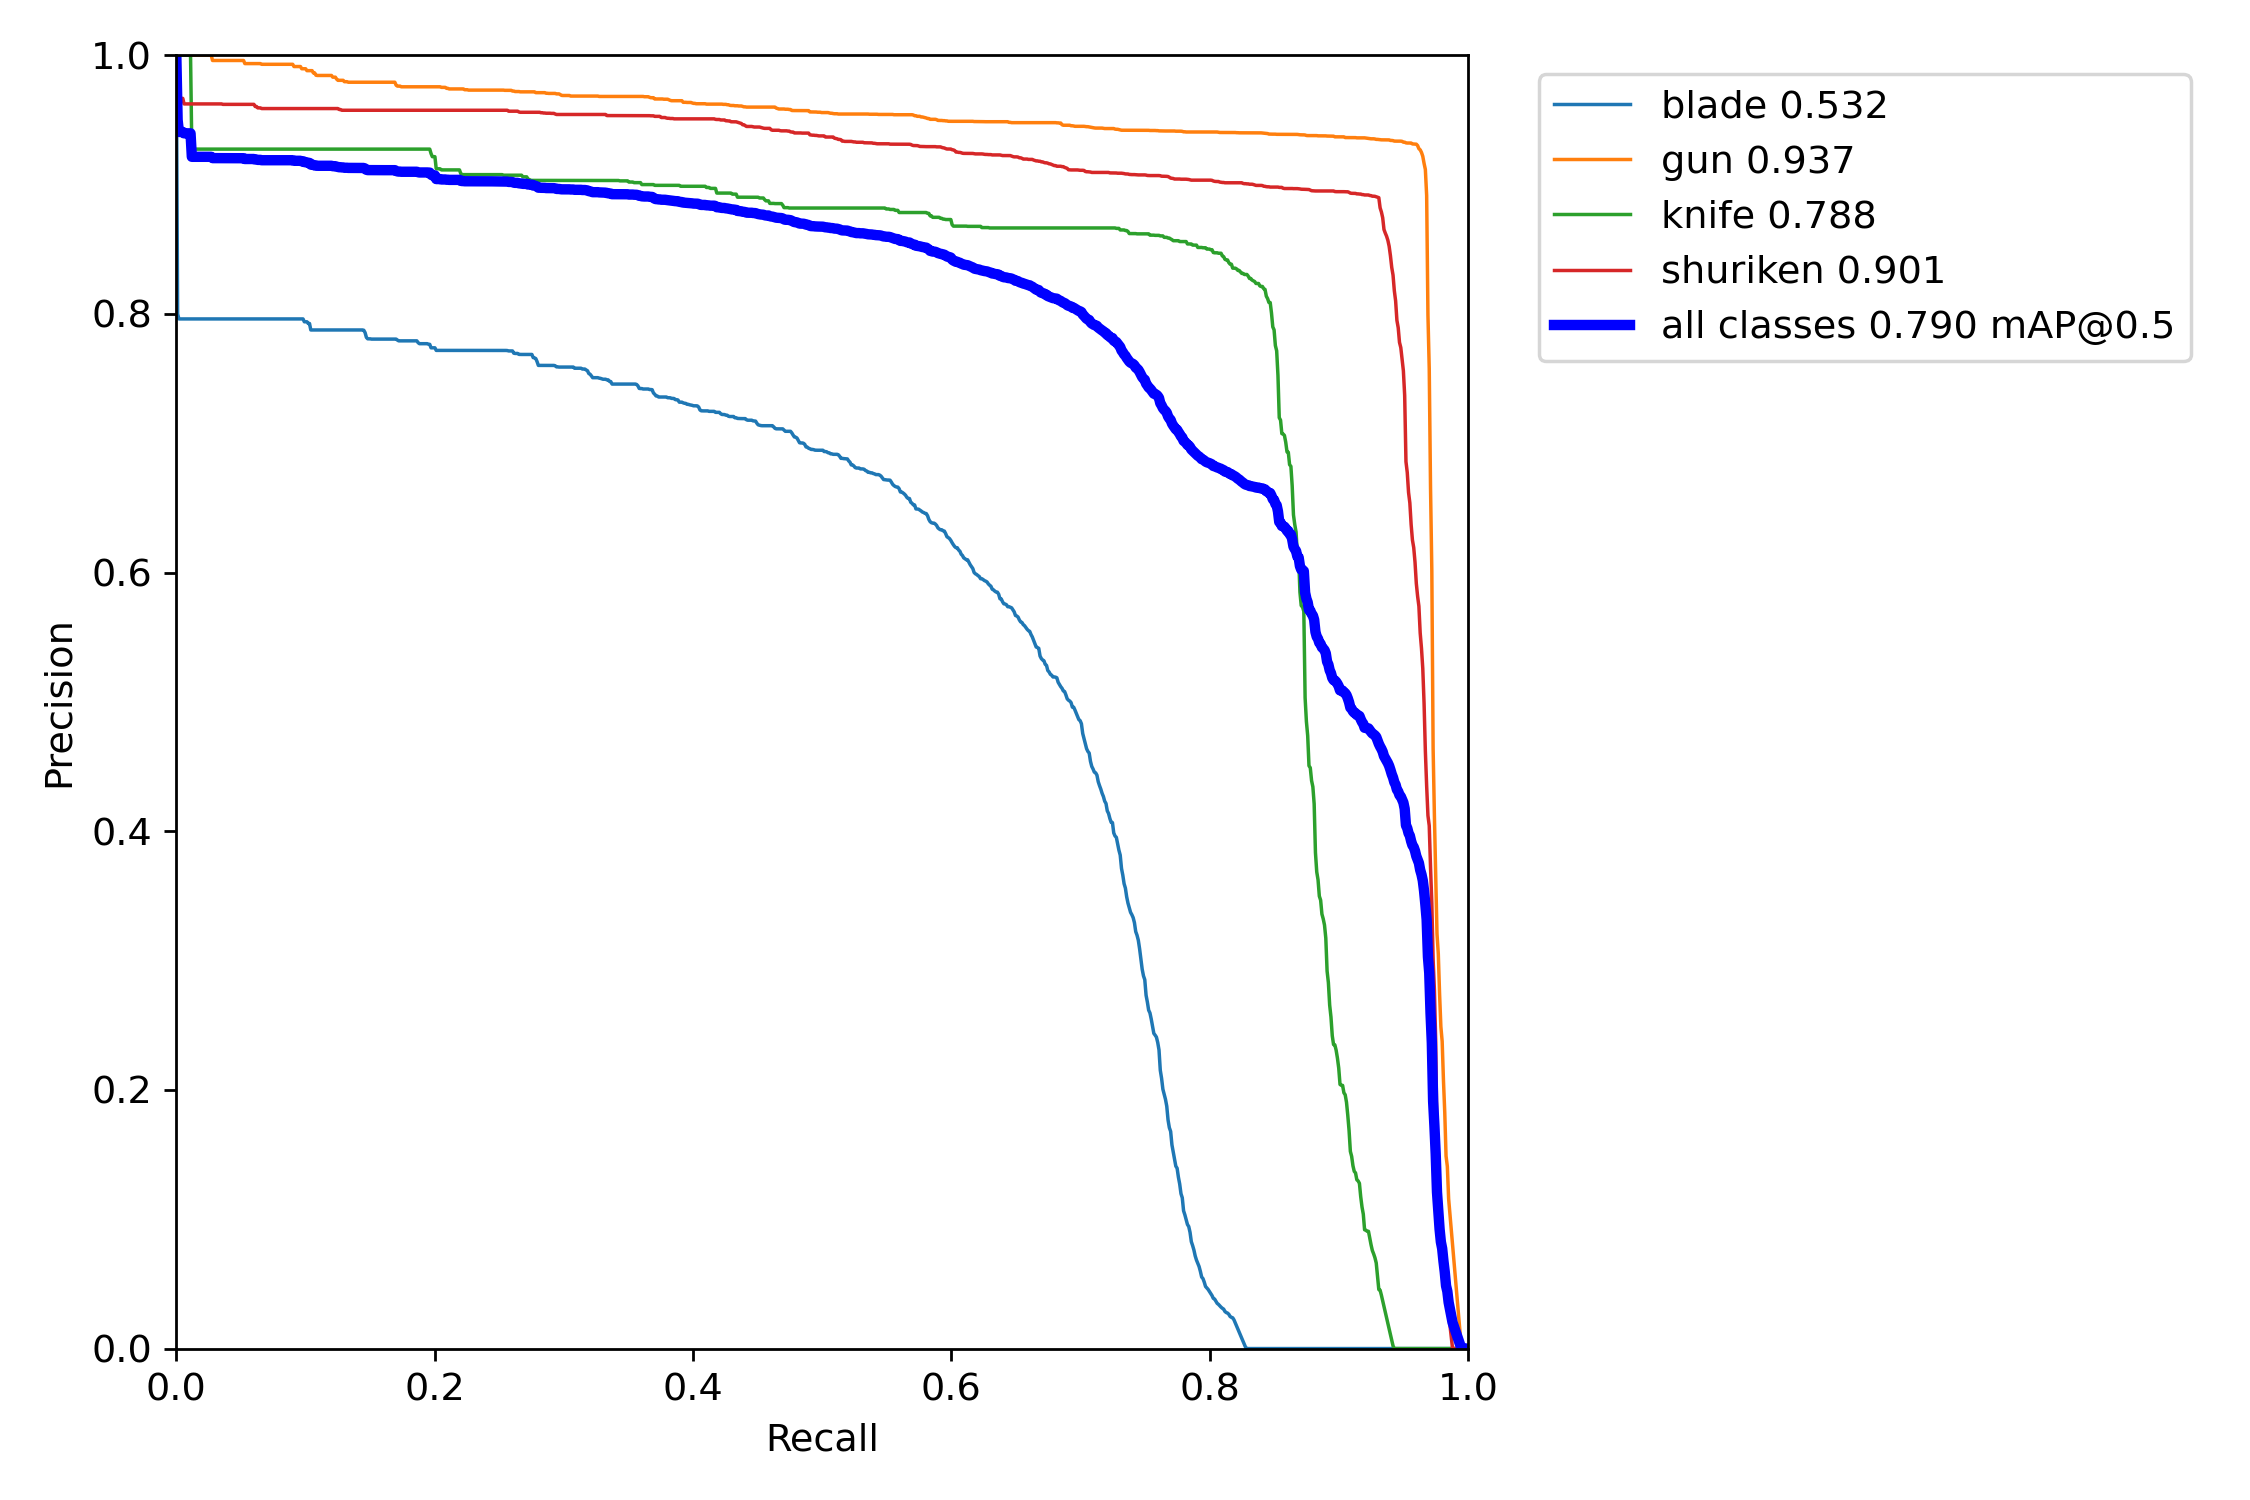 1.0
0.8
0.6
0.4
0.2
0.0
0.0 0.2 0.4 0.6 0.8 1.0
Precision
Recall
blade 0.532
gun 0.937
knife 0.788
shuriken 0.901
all classes 0.790 mAP@0.5